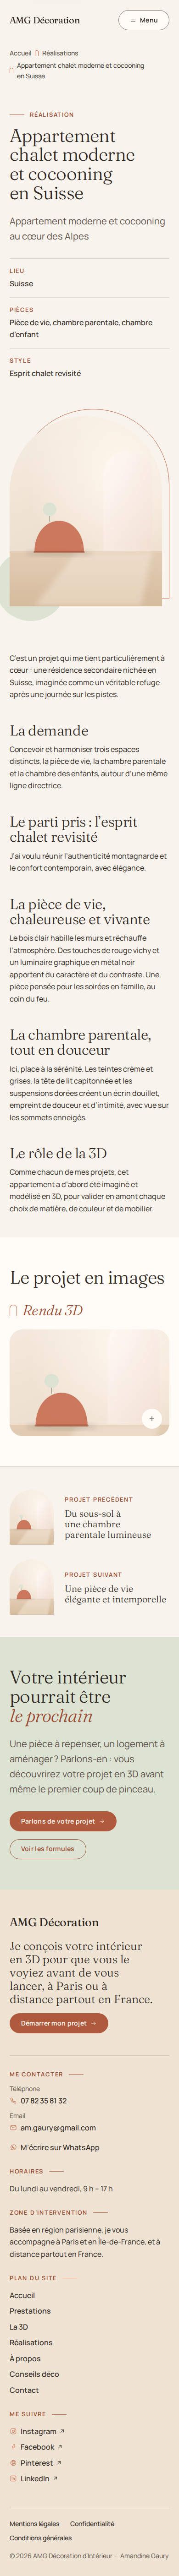 AMG Décoration
Menu
Accueil Réalisations
Appartement moderne et cocooning
en Suisse
RÉALISATION
Appartement
chalet moderne
et cocooning
en Suisse
Appartement moderne et cocooning
au cœur des Alpes
LIEU
Suisse
PIÈCES
Pièce de vie, chambre parentale, chambre
d'enfant
STYLE
Esprit chalet revisité
C'est un projet qui me tient particulièrement à
cœur : une résidence secondaire nichée en
Suisse, imaginée comme un véritable refuge
après une journée sur les pistes.
La demande
Concevoir et harmoniser trois espaces
distincts, la pièce de vie, la chambre parentale
et la chambre des enfants, autour d'une même
ligne directrice.
Le parti pris : l'esprit
chalet revisité
J'ai voulu réunir l'authenticité montagnarde et
le confort contemporain, avec élégance.
La pièce de vie,
chaleureuse et vivante
Le bois clair habille les murs et réchauffe
l'atmosphère. Des touches de rouge vichy et
un luminaire graphique en métal noir
apportent du caractère et du contraste. Une
pièce pensée pour les soirées en famille, au
coin du feu.
La chambre parentale,
tout en douceur
Ici, place à la sérénité. Les teintes crème et
grises, la tête de lit capitonnée et les
suspensions dorées créent un écrin douillet,
empreint de douceur et d'intimité, avec vue sur
les sommets enneigés.
Le rôle de la 3D
Comme chacun de mes projets, cet
appartement a d'abord été imaginé et
modélisé en 3D, pour valider en amont chaque
choix de matière, de couleur et de mobilier.
Le projet en images
Rendu 3D
PROJET PRÉCÉDENT
Du sous-sol à
une chambre
parentale lumineuse
PROJET SUIVANT
Une pièce de vie
élégante et intemporelle
Votre intérieur
pourrait être
le prochain
Une pièce à repenser, un logement à
aménager ? Parlons-en : vous
découvrirez votre projet en 3D avant
même le premier coup de pinceau.
Parlons de votre projet →
Voir les formules
AMG Décoration
Je conçois votre intérieur
en 3D pour que vous le
voyiez avant de vous
lancer, à Paris ou à
distance partout en France.
Démarrer mon projet →
ME CONTACTER
Téléphone
07 82 35 81 32
Email
am.gaury@gmail.com
M'écrire sur WhatsApp
HORAIRES
Du lundi au vendredi, 9 h – 17 h
ZONE D'INTERVENTION
Basée en région parisienne, je vous
accompagne à Paris et en Île-de-France, et à
distance partout en France.
PLAN DU SITE
Accueil
Prestations
La 3D
Réalisations
À propos
Conseils déco
Contact
ME SUIVRE
Instagram ↗
Facebook ↗
Pinterest ↗
Linkedin ↗
Mentions légales Confidentialité
Conditions générales
© 2026 AMG Décoration d'Intérieur — Amandine Gaury